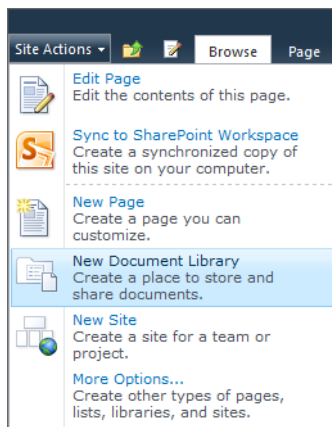 Site Actions Browse Page
Edit Page
Edit the contents of this page.
Sync to SharePoint Workspace
Create a synchronized copy of
this site on your computer.
New Page
Create a page you can
customize.
New Document Library
Create a place to store and
share documents.
New Site
Create a site for a team or
project.
More Options...
Create other types of pages,
lists, libraries, and sites.